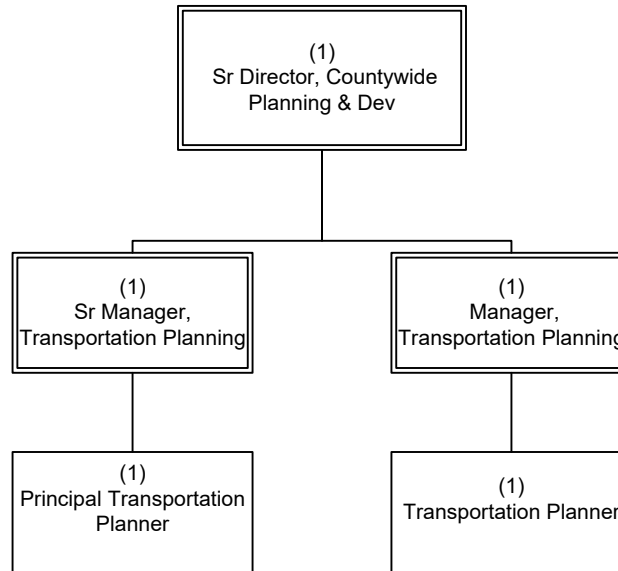 (1)
Sr Director, Countywide
Planning & Dev
(1)
Sr Manager,
Transportation Planning
(1)
Manager,
Transportation Planning
(1)
Principal Transportation
Planner
(1)
Transportation Planner